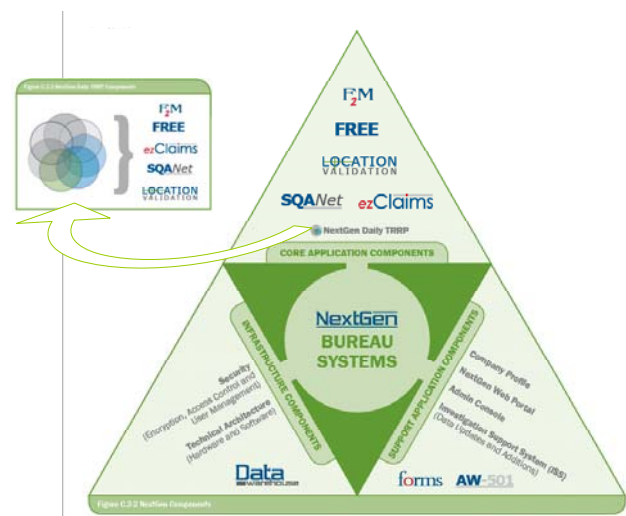 Figure C.3-3 NextGen Daily TRRP Components
F2M
FREE
ezClaims
SQANet
LOCATION
VALIDATION
F2M
FREE
LOCATION
VALIDATION
SQANet ezClaims
NextGen Daily TRRP
CORE APPLICATION COMPONENTS
NextGen
BUREAU
SYSTEMS
INFRASTRUCTURE COMPONENTS
SUPPORT APPLICATION COMPONENTS
Security
(Encryption, Access Control and
User Management)
Technical Architecture
(Hardware and Software)
Company Profile
NextGen Web Portal
Admin Console
Investigation Support System (ISS)
(Data Updates and Additions)
Data
warehouse
forms AW-501
Figure C.3-2 NextGen Components